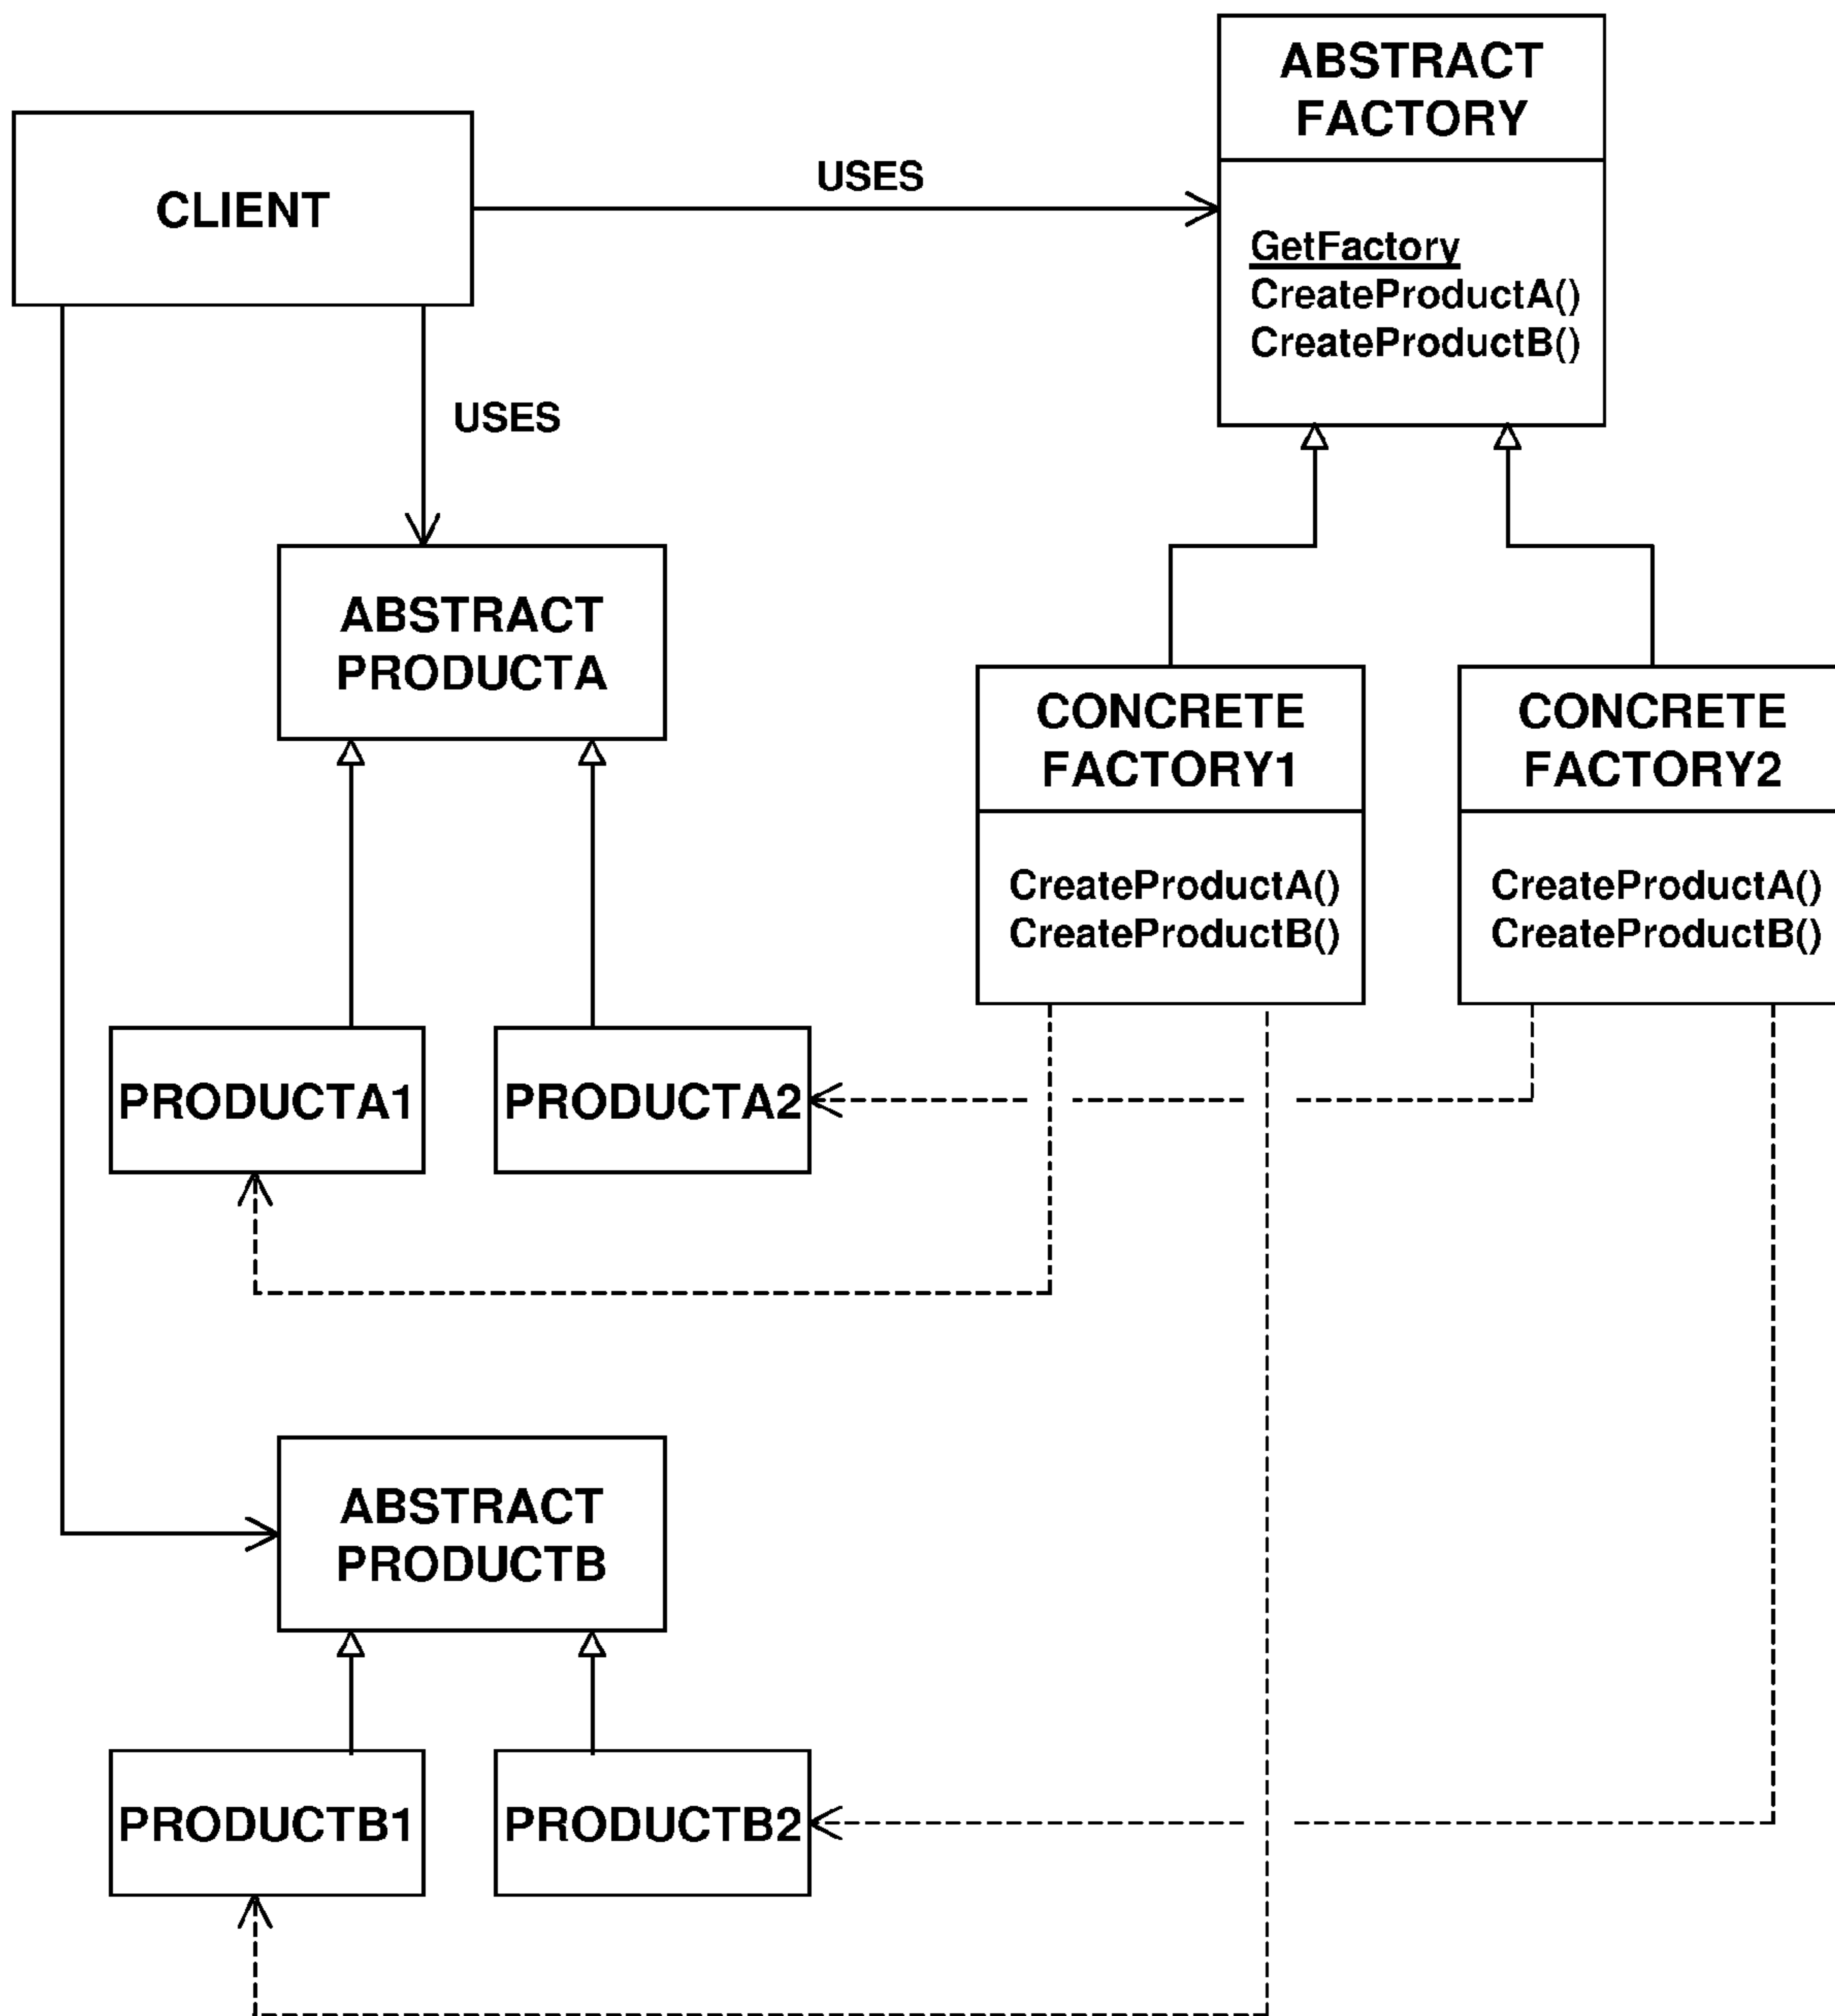 ABSTRACT
FACTORY
CLIENT
USES
GetFactory
CreateProductA()
CreateProductB()
USES
ABSTRACT
PRODUCTA
CONCRETE
FACTORY1
CONCRETE
FACTORY2
CreateProductA()
CreateProductB()
CreateProductA()
CreateProductB()
PRODUCTA1
PRODUCTA2
ABSTRACT
PRODUCTB
PRODUCTB1
PRODUCTB2